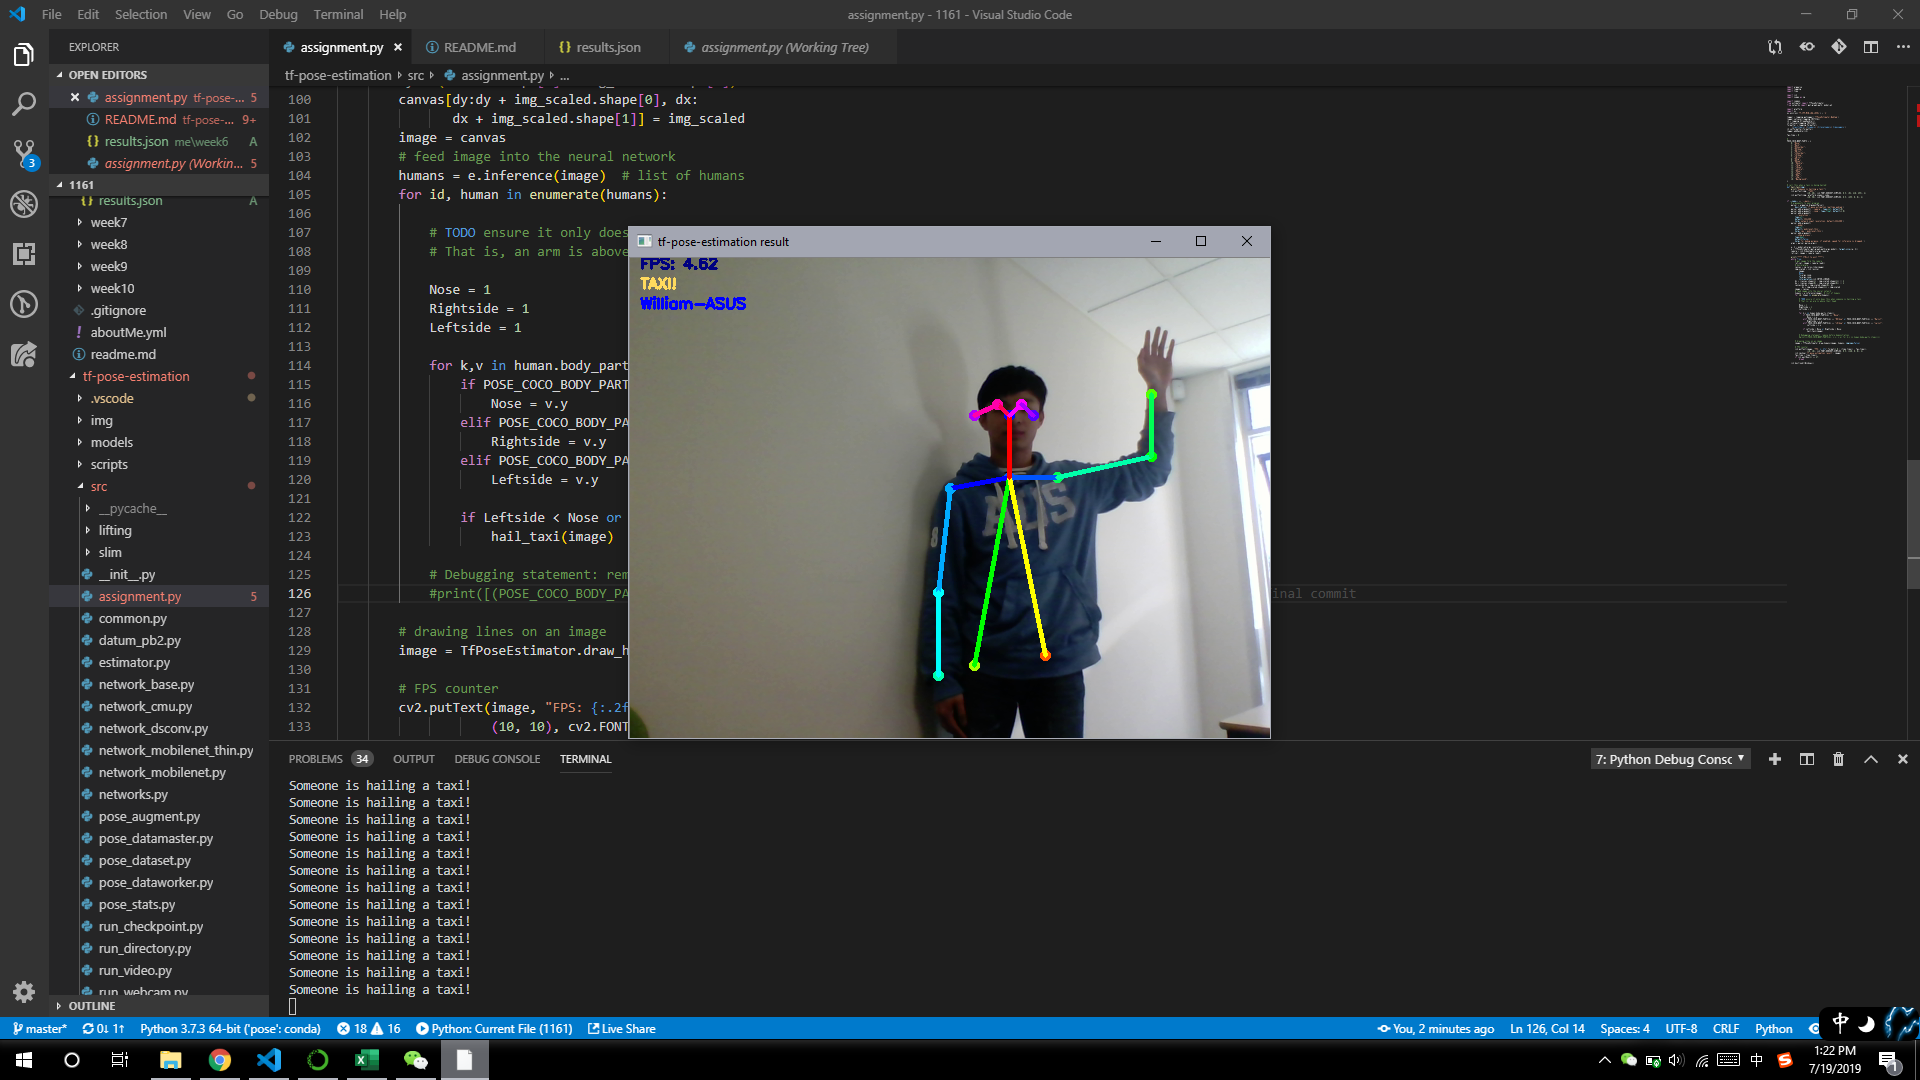 File Edit Selection View Go Debug Terminal Help
assignment.py - 1161 - Visual Studio Code
EXPLORER
OPEN EDITORS
assignment.py tf-pose-... 5
README.md tf-pose-... 9+
results.json me\week6 A
assignment.py (Workin... 5
1161
results.json A
week7
week8
week9
week10
.gitignore
aboutMe.yml
readme.md
tf-pose-estimation
.vscode
img
models
scripts
src
__pycache__
lifting
slim
__init__.py
assignment.py 5
common.py
datum_pb2.py
estimator.py
network_base.py
network_cmu.py
network_dsconv.py
network_mobilenet_thin.py
network_mobilenet.py
networks.py
pose_augment.py
pose_datamaster.py
pose_dataset.py
pose_dataworker.py
pose_stats.py
run_checkpoint.py
run_directory.py
run_video.py
run_webcam.py
OUTLINE
3
assignment.py README.md results.json assignment.py (Working Tree)
tf-pose-estimation › src › assignment.py › ...
100 canvas[dy:dy + img_scaled.shape[0], dx:
101 dx + img_scaled.shape[1]] = img_scaled
102 image = canvas
103 # feed image into the neural network
104 humans = e.inference(image)  # list of humans
105 for id, human in enumerate(humans):
106
107 # TODO ensure it only does
108 # That is, an arm is above
109
110 Nose = 1
111 Rightside = 1
112 Leftside = 1
113
114 for k,v in human.body_part
115 if POSE_COCO_BODY_PART
116 Nose = v.y
117 elif POSE_COCO_BODY_PA
118 Rightside = v.y
119 elif POSE_COCO_BODY_PA
120 Leftside = v.y
121
122 if Leftside < Nose or
123 hail_taxi(image)
124
125 # Debugging statement: rem
126 #print([(POSE_COCO_BODY_PA inal commit
127
128 # drawing lines on an image
129 image = TfPoseEstimator.draw_h
130
131 # FPS counter
132 cv2.putText(image, "FPS: {:.2f
133 (10, 10), cv2.FONT
tf-pose-estimation result
FPS: 4.62
TAXI!
William-ASUS
PROBLEMS 34 OUTPUT DEBUG CONSOLE TERMINAL
7: Python Debug Consc
Someone is hailing a taxi!
Someone is hailing a taxi!
Someone is hailing a taxi!
Someone is hailing a taxi!
Someone is hailing a taxi!
Someone is hailing a taxi!
Someone is hailing a taxi!
Someone is hailing a taxi!
Someone is hailing a taxi!
Someone is hailing a taxi!
Someone is hailing a taxi!
Someone is hailing a taxi!
Someone is hailing a taxi!
master* 0↓ 1↑ Python 3.7.3 64-bit ('pose': conda) 18 16 Python: Current File (1161) Live Share
You, 2 minutes ago Ln 126, Col 14 Spaces: 4 UTF-8 CRLF Python
中
中
1:22 PM
7/19/2019
1